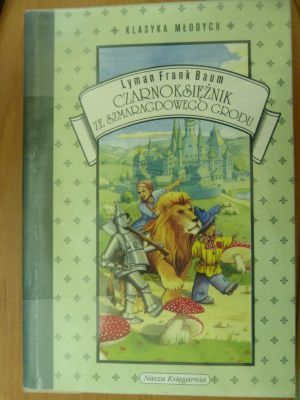 KLASYKA MŁODYCH
Lyman Frank Baum
CZARNOKSIĘŻNIK
ZE SZMARAGDOWEGO GRODU
Nasza Księgarnia